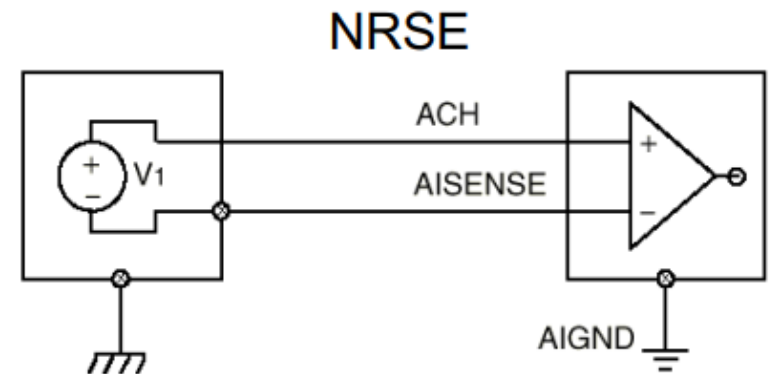 NRSE
ACH
+
V1
+
−
AISENSE
−
AIGND